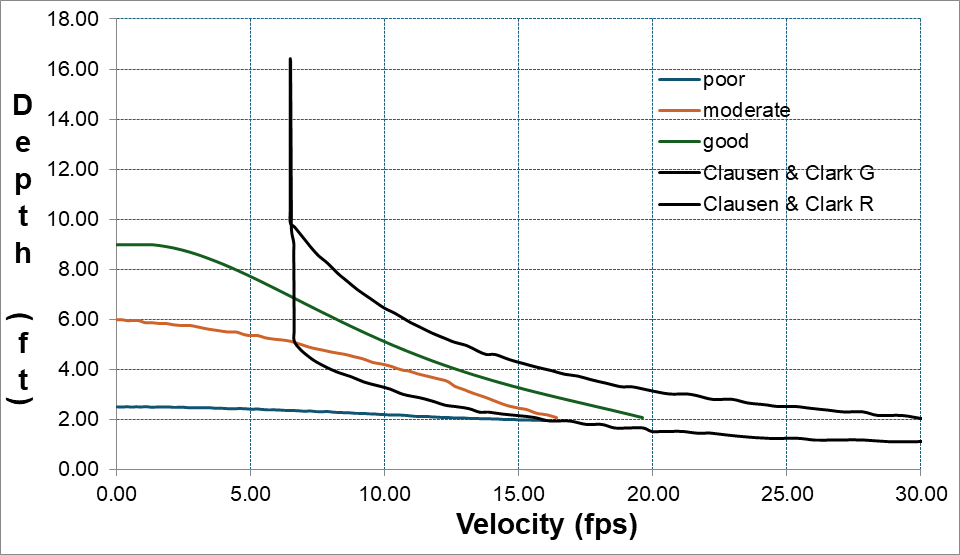 18.00
16.00
14.00
12.00
10.00
8.00
6.00
4.00
2.00
0.00
Depth (ft)
poor
moderate
good
Clausen & Clark G
Clausen & Clark R
0.00 5.00 10.00 15.00 20.00 25.00 30.00
Velocity (fps)